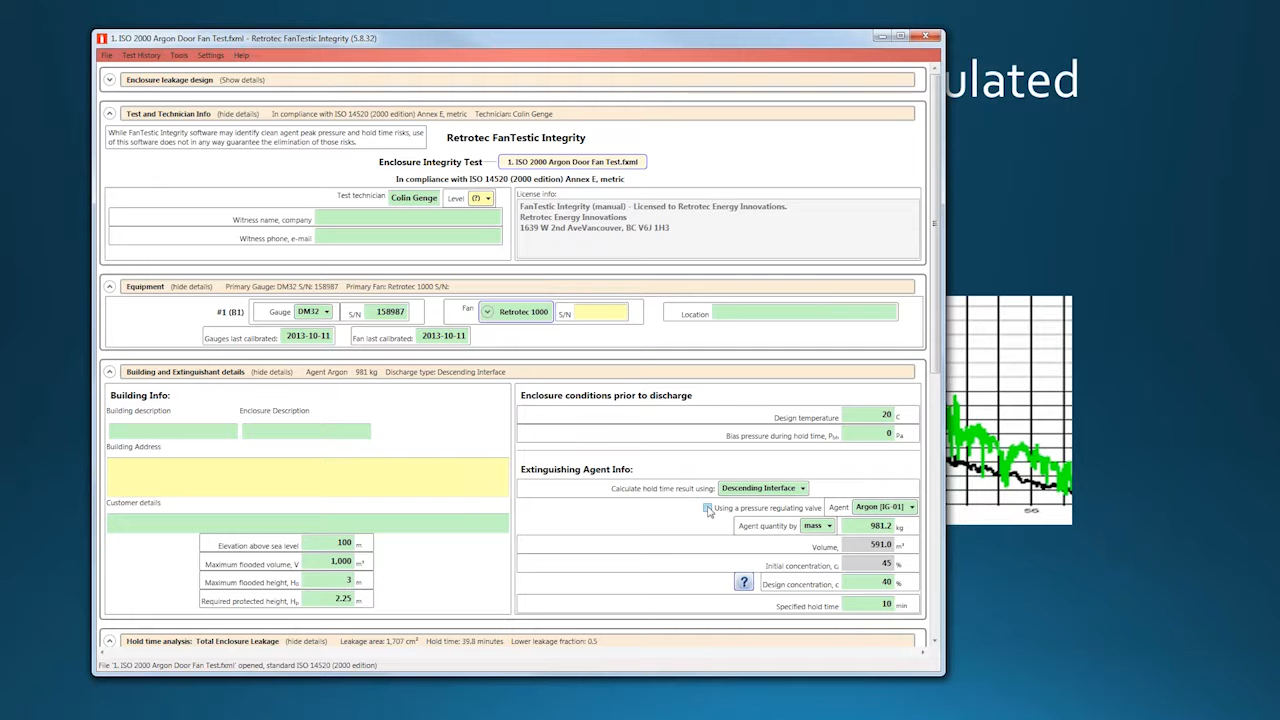 1. ISO 2000 Argon Door Fan Test.fxml - Retrotec FanTestic Integrity (5.8.32)
File Test History Tools Settings Help
ulated
Enclosure leakage design (Show details)
Test and Technician Info (hide details) In compliance with ISO 14520 (2000 edition) Annex E, metric Technician: Colin Genge
While FanTestic Integrity software may identify clean agent peak pressure and hold time risks, use
of this software does not in any way guarantee the elimination of those risks.
Retrotec FanTestic Integrity
Enclosure Integrity Test 1. ISO 2000 Argon Door Fan Test.fxml
In compliance with ISO 14520 (2000 edition) Annex E, metric
Test technician Colin Genge Level (?)
Witness name, company
Witness phone, e-mail
License info:
FanTestic Integrity (manual) - Licensed to Retrotec Energy Innovations.
Retrotec Energy Innovations
1639 W 2nd AveVancouver, BC V6J 1H3
Equipment (hide details) Primary Gauge: DM32 S/N: 158987 Primary Fan: Retrotec 1000 S/N:
#1 (B1) Gauge DM32 S/N 158987 Fan Retrotec 1000 S/N Location
Gauges last calibrated: 2013-10-11 Fan last calibrated: 2013-10-11
Building and Extinguishant details (hide details) Agent Argon 981 kg Discharge type: Descending Interface
Building Info:
Building description Enclosure Description
Building Address
Customer details
Elevation above sea level 100 m
Maximum flooded volume, V 1,000 m³
Maximum flooded height, H₀ 3 m
Required protected height, Hₚ 2.25 m
Enclosure conditions prior to discharge
Design temperature 20 C
Bias pressure during hold time, Pbh 0 Pa
Extinguishing Agent Info:
Calculate hold time result using: Descending Interface
Using a pressure regulating valve Agent Argon [IG-01]
Agent quantity by mass 981.2 kg
Volume, 591.0 m³
Initial concentration, cᵢ 45 %
? Design concentration, c 40 %
Specified hold time 10 min
Hold time analysis: Total Enclosure Leakage (hide details) Leakage area: 1,707 cm² Hold time: 39.8 minutes Lower leakage fraction: 0.5
File '1. ISO 2000 Argon Door Fan Test.fxml' opened, standard ISO 14520 (2000 edition)